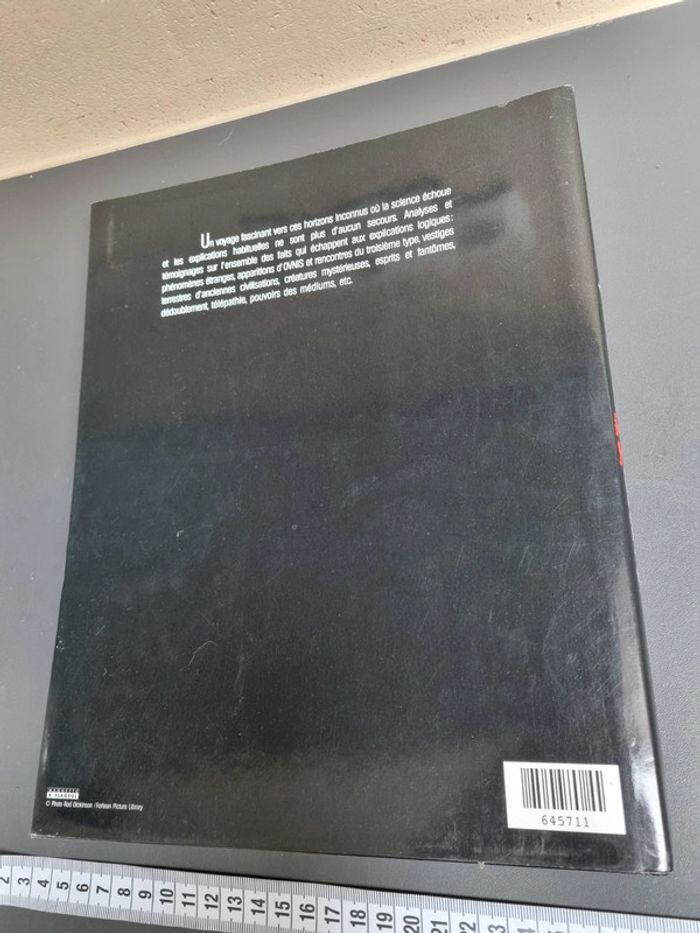 Un voyage fascinant vers ces horizons inconnus où la science échoue
et les explications habituelles ne sont plus d'aucun secours. Analyses et
témoignages sur l'ensemble des faits qui échappent aux explications logiques :
phénomènes étranges, apparitions d'OVNIS et rencontres du troisième type, vestiges
terrestres d'anciennes civilisations, créatures mystérieuses, esprits et fantômes,
dédoublement, télépathie, pouvoirs des médiums, etc.
© Photo Rod Dickinson / Fortean Picture Library
645711
2 3 4 5 6 7 8 9 10 11 12 13 14 15 16 17 18 19 20 21 22 23 24